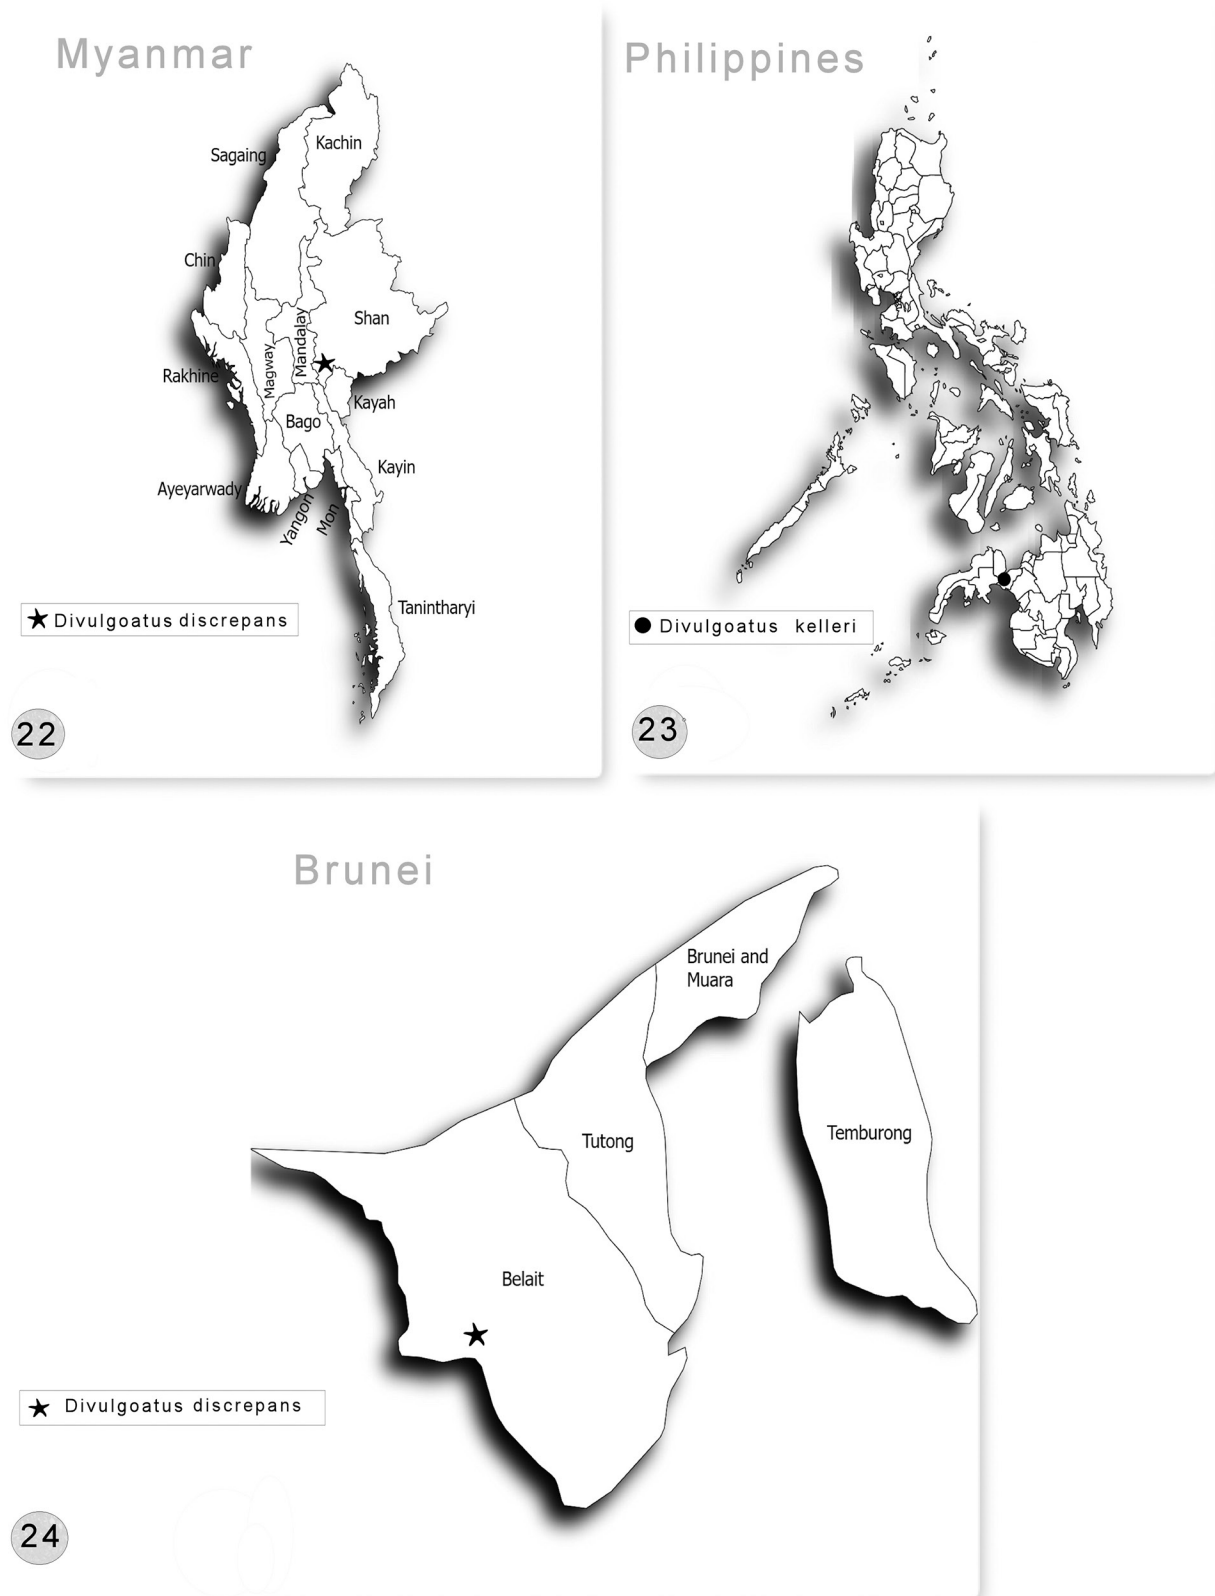 Myanmar
Kachin
Sagaing
Chin
Shan
Mandalay
Magway
Rakhine
Kayah
Bago
Kayin
Ayeyarwady
Yangon
Mon
Tanintharyi
Divulgoatus discrepans
22
Philippines
Divulgoatus kelleri
23
Brunei
Brunei and
Muara
Temburong
Tutong
Belait
Divulgoatus discrepans
24